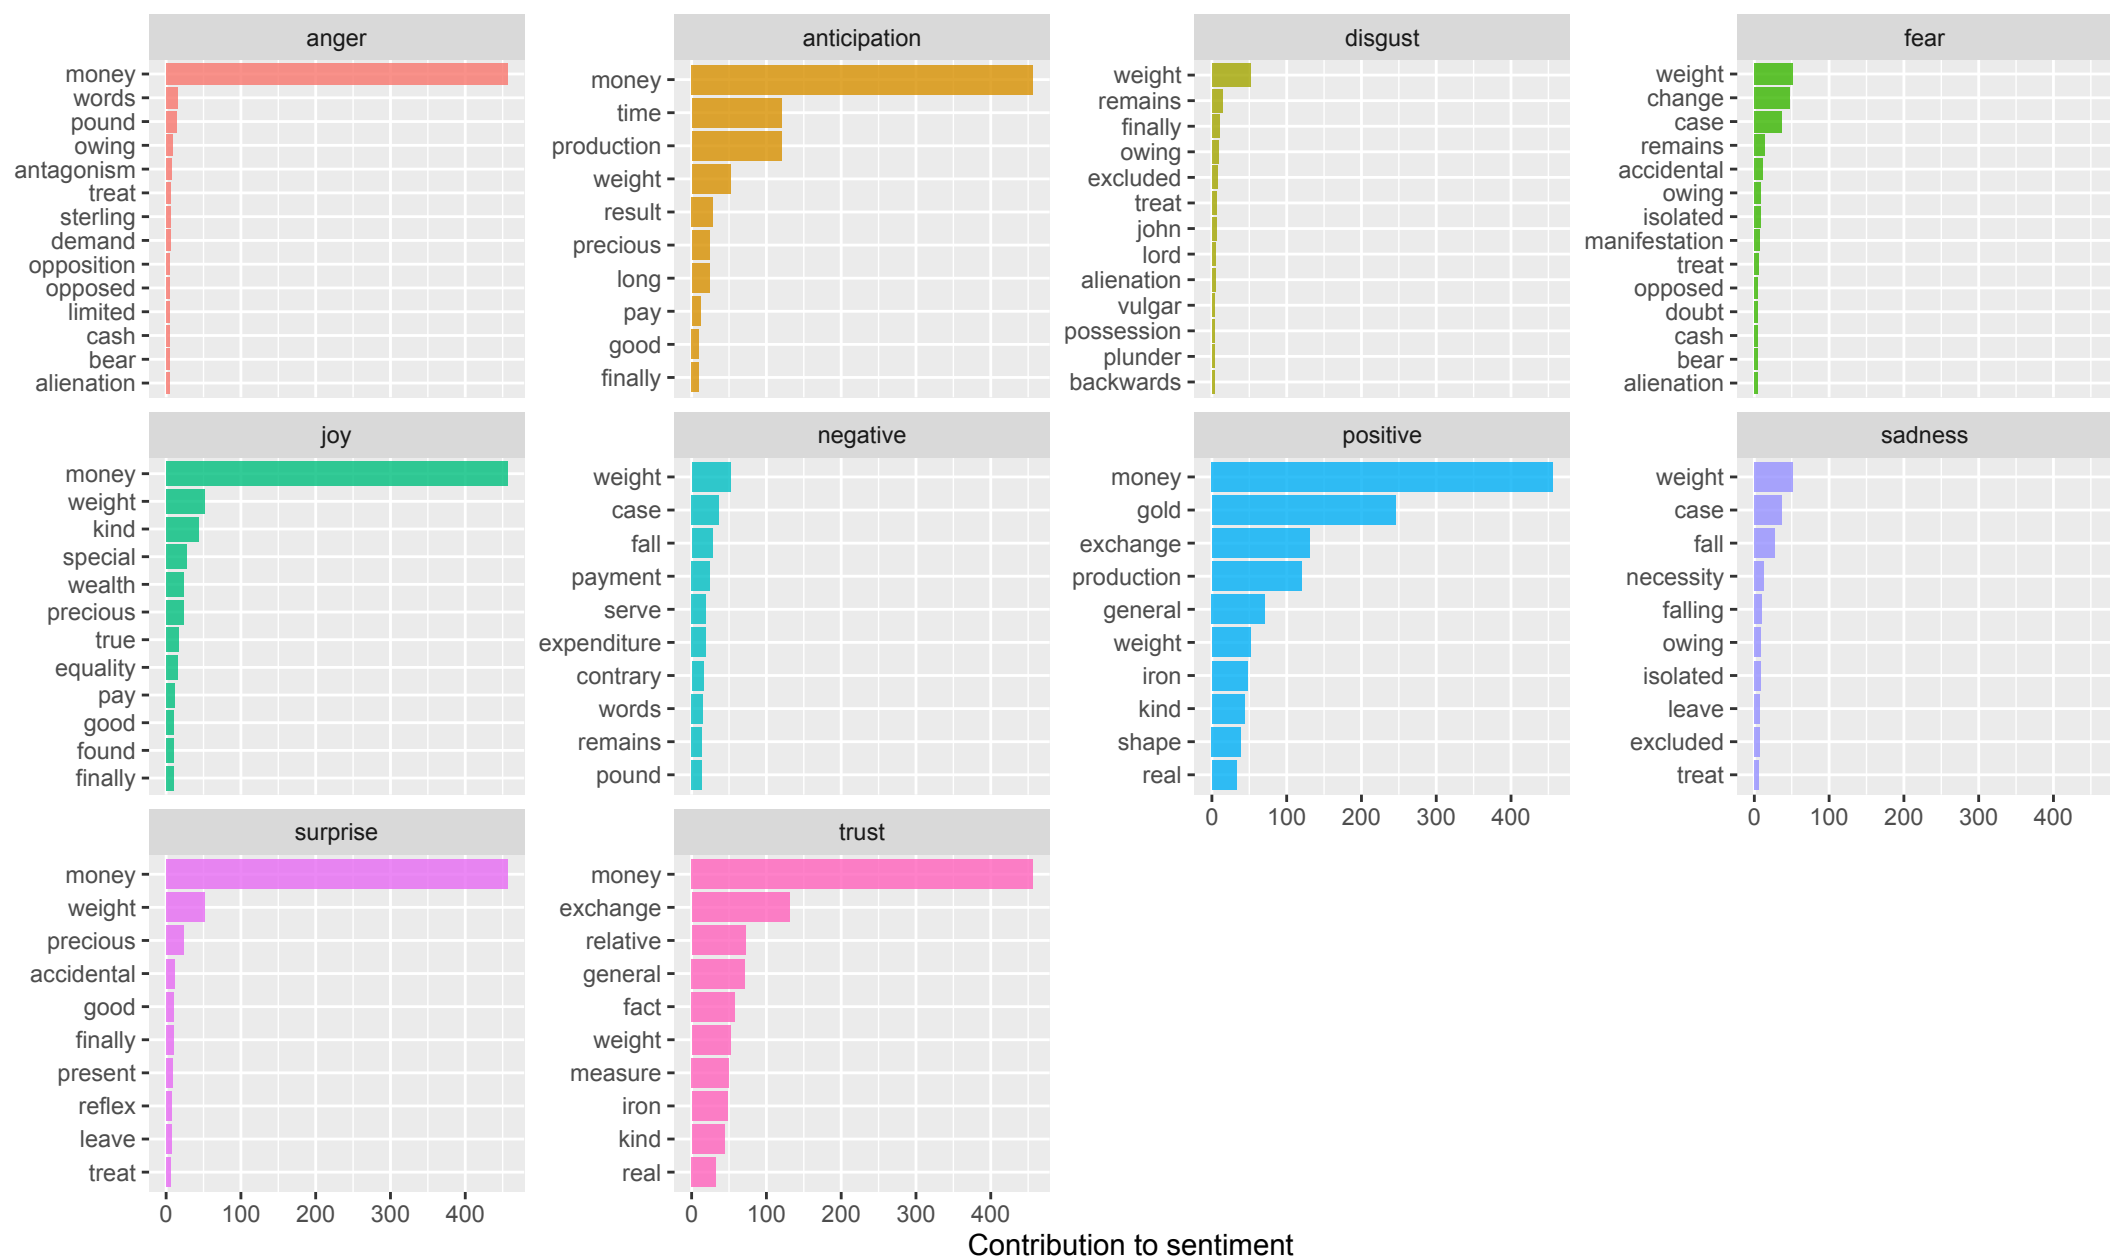 anger
money
words
pound
owing
antagonism
treat
sterling
demand
opposition
opposed
limited
cash
bear
alienation
anticipation
money
time
production
weight
result
precious
long
pay
good
finally
disgust
weight
remains
finally
owing
excluded
treat
john
lord
alienation
vulgar
possession
plunder
backwards
fear
weight
change
case
remains
accidental
owing
isolated
manifestation
treat
opposed
doubt
cash
bear
alienation
joy
money
weight
kind
special
wealth
precious
true
equality
pay
good
found
finally
negative
weight
case
fall
payment
serve
expenditure
contrary
words
remains
pound
positive
money
gold
exchange
production
general
weight
iron
kind
shape
real
0 100 200 300 400
sadness
weight
case
fall
necessity
falling
owing
isolated
leave
excluded
treat
0 100 200 300 400
surprise
money
weight
precious
accidental
good
finally
present
reflex
leave
treat
0 100 200 300 400
trust
money
exchange
relative
general
fact
weight
measure
iron
kind
real
0 100 200 300 400
Contribution to sentiment